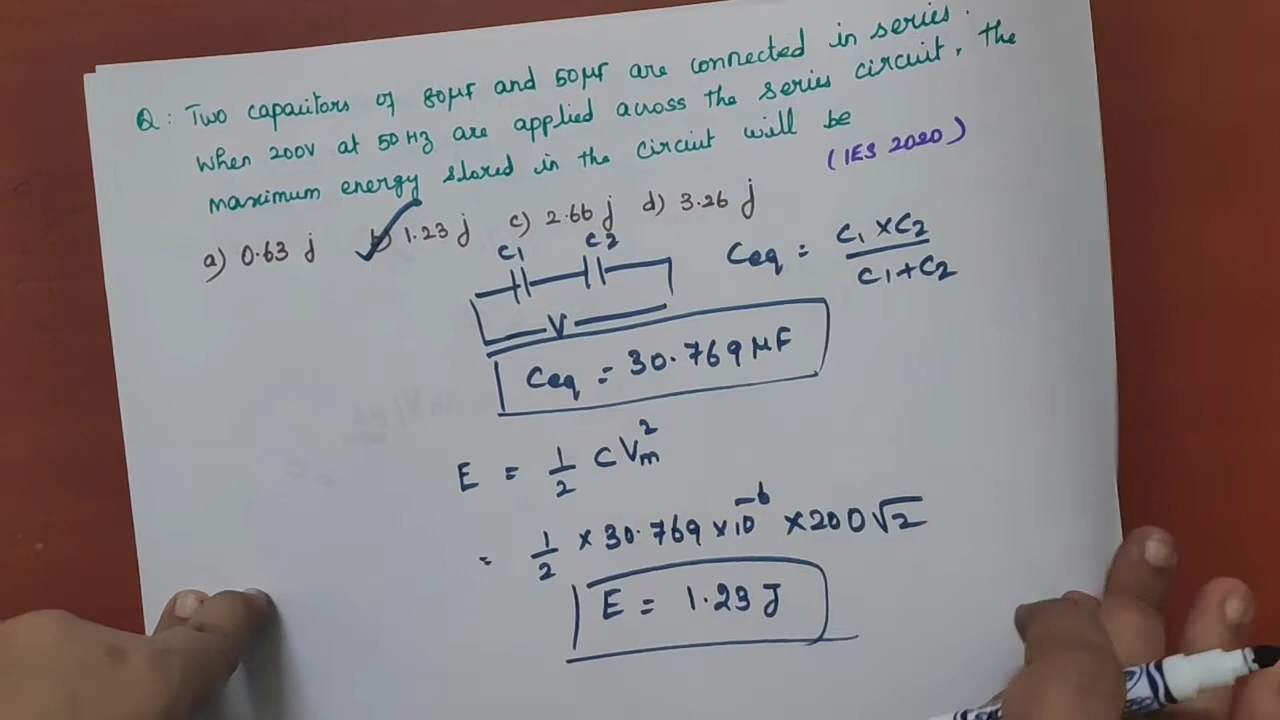 Q: Two capacitors of 80μF and 50μF are connected in series.
When 200V at 50Hz are applied across the series circuit, the
maximum energy stored in the circuit will be
(IES 2020)
a) 0.63 j b) 1.23 j c) 2.66 j d) 3.26 j
C1 C2
V
Ceq = C1 × C2 / C1 + C2
Ceq = 30.769 μF
E = 1/2 C Vm²
= 1/2 × 30.769 × 10⁻⁶ × 200√2
E = 1.23 J